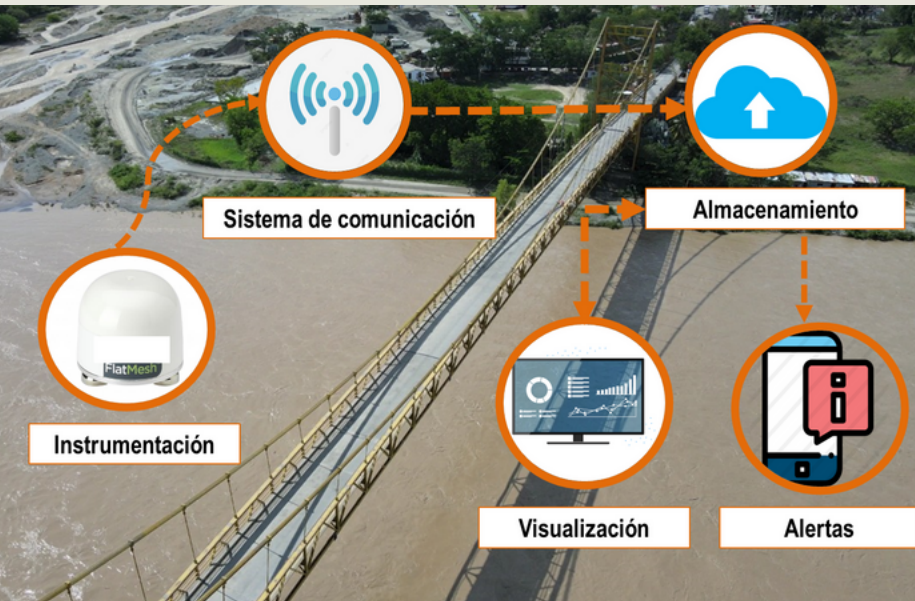 Sistema de comunicación
Almacenamiento
FlatMesh
Instrumentación
Visualización
Alertas